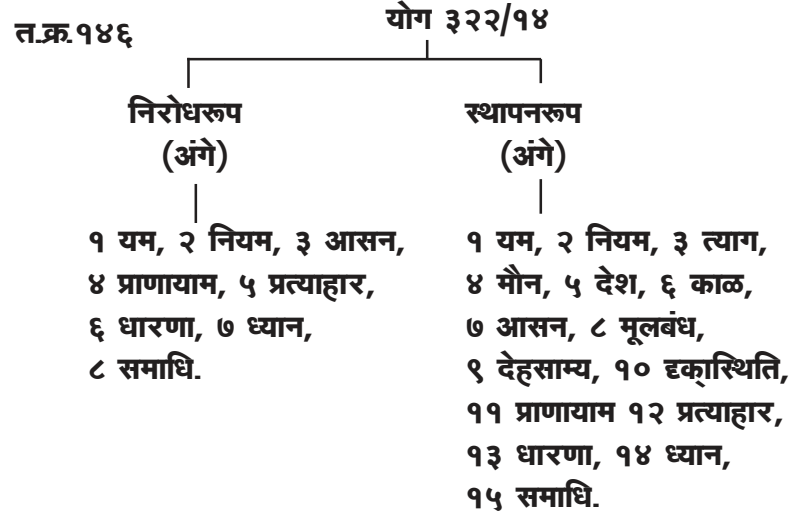 त.क्र.१४६
योग ३२२/१४
निरोधरूप
(अंगे)
१ यम, २ नियम, ३ आसन,
४ प्राणायाम, ५ प्रत्याहार,
६ धारणा, ७ ध्यान,
८ समाधि.
स्थापनरूप
(अंगे)
१ यम, २ नियम, ३ त्याग,
४ मौन, ५ देश, ६ काळ,
७ आसन, ८ मूलबंध,
९ देहसाम्य, १० दृक्‌ास्थिति,
११ प्राणायाम १२ प्रत्याहार,
१३ धारणा, १४ ध्यान,
१५ समाधि.